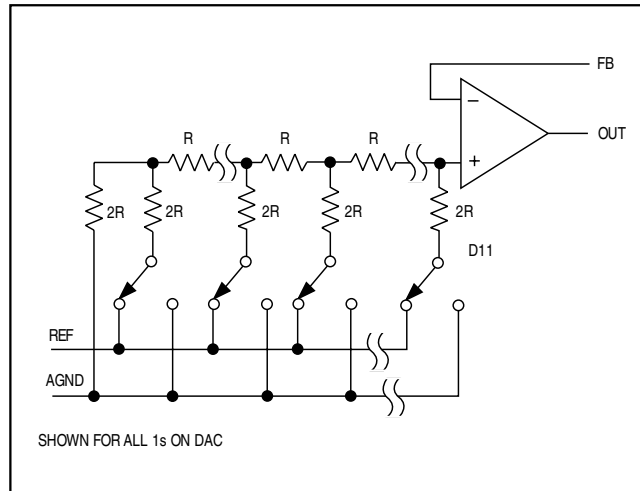 FB
−
OUT
R R R
+
2R 2R 2R 2R 2R
D11
REF
AGND
SHOWN FOR ALL 1s ON DAC